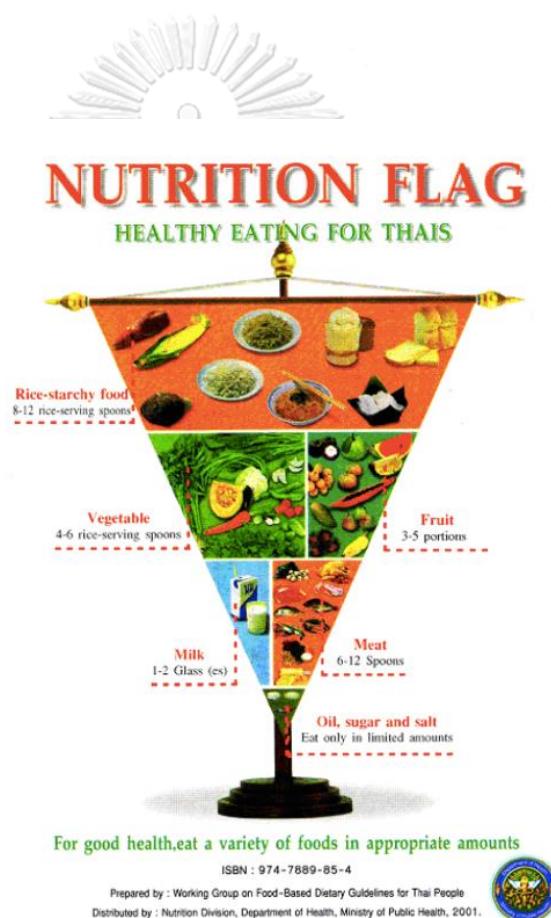 NUTRITION FLAG
HEALTHY EATING FOR THAIS
Rice-starchy food
8-12 rice-serving spoons
Vegetable
4-6 rice-serving spoons
Fruit
3-5 portions
Milk
1-2 Glass (es)
Meat
6-12 Spoons
Oil, sugar and salt
Eat only in limited amounts
For good health,eat a variety of foods in appropriate amounts
ISBN : 974-7889-85-4
Prepared by : Working Group on Food-Based Dietary Guldelines for Thai People
Distributed by : Nutrition Division, Department of Health, Ministry of Public Health, 2001,